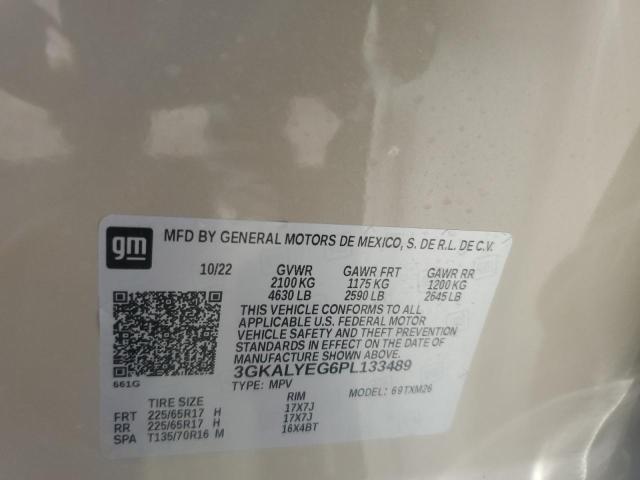 gm
MFD BY GENERAL MOTORS DE MEXICO, S. DE R.L. DE C.V.
10/22 GVWR GAWR FRT GAWR RR
2100 KG 1175 KG 1200 KG
4630 LB 2590 LB 2645 LB
THIS VEHICLE CONFORMS TO ALL
APPLICABLE U.S. FEDERAL MOTOR
VEHICLE SAFETY AND THEFT PREVENTION
STANDARDS IN EFFECT ON THE DATE OF
MANUFACTURE SHOWN ABOVE.
661G
3GKALYEG6PL133489
TYPE: MPV MODEL: 69TXM26
TIRE SIZE RIM
FRT 225/65R17 H 17X7J
RR 225/65R17 H 17X7J
SPA T135/70R16 M 16X4BT